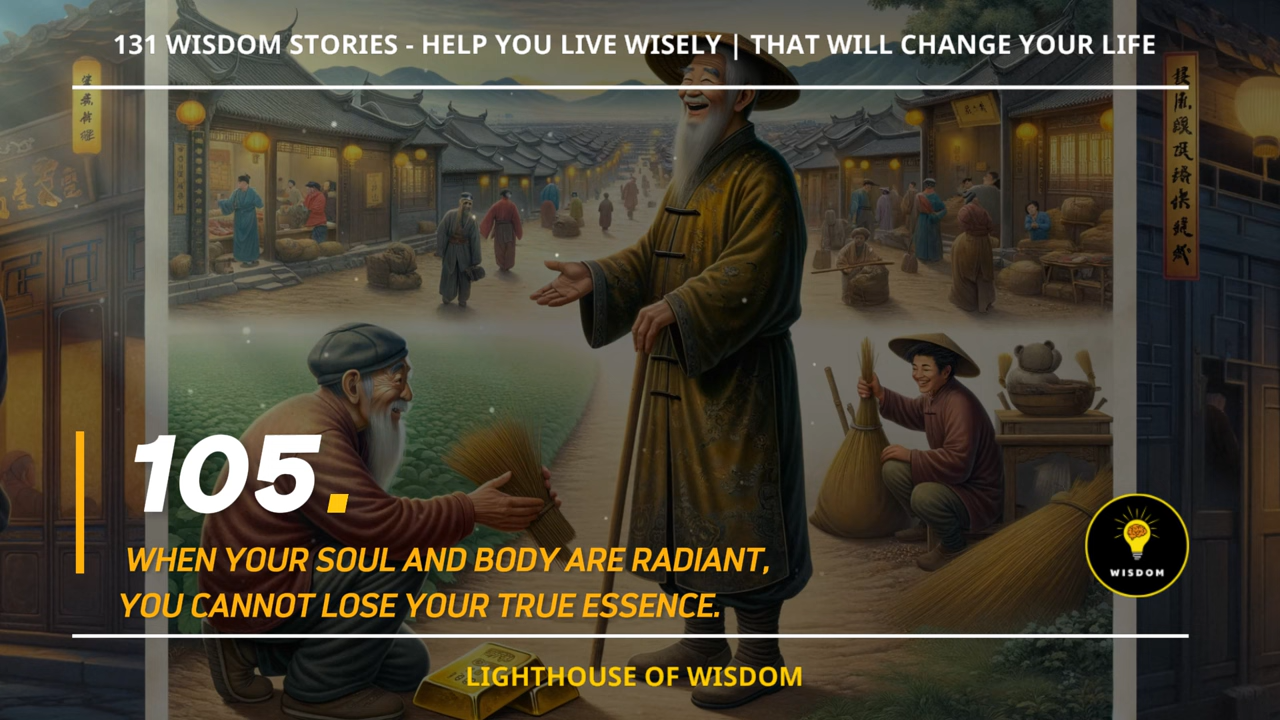 131 WISDOM STORIES - HELP YOU LIVE WISELY | THAT WILL CHANGE YOUR LIFE
105.
WHEN YOUR SOUL AND BODY ARE RADIANT,
YOU CANNOT LOSE YOUR TRUE ESSENCE.
WISDOM
LIGHTHOUSE OF WISDOM